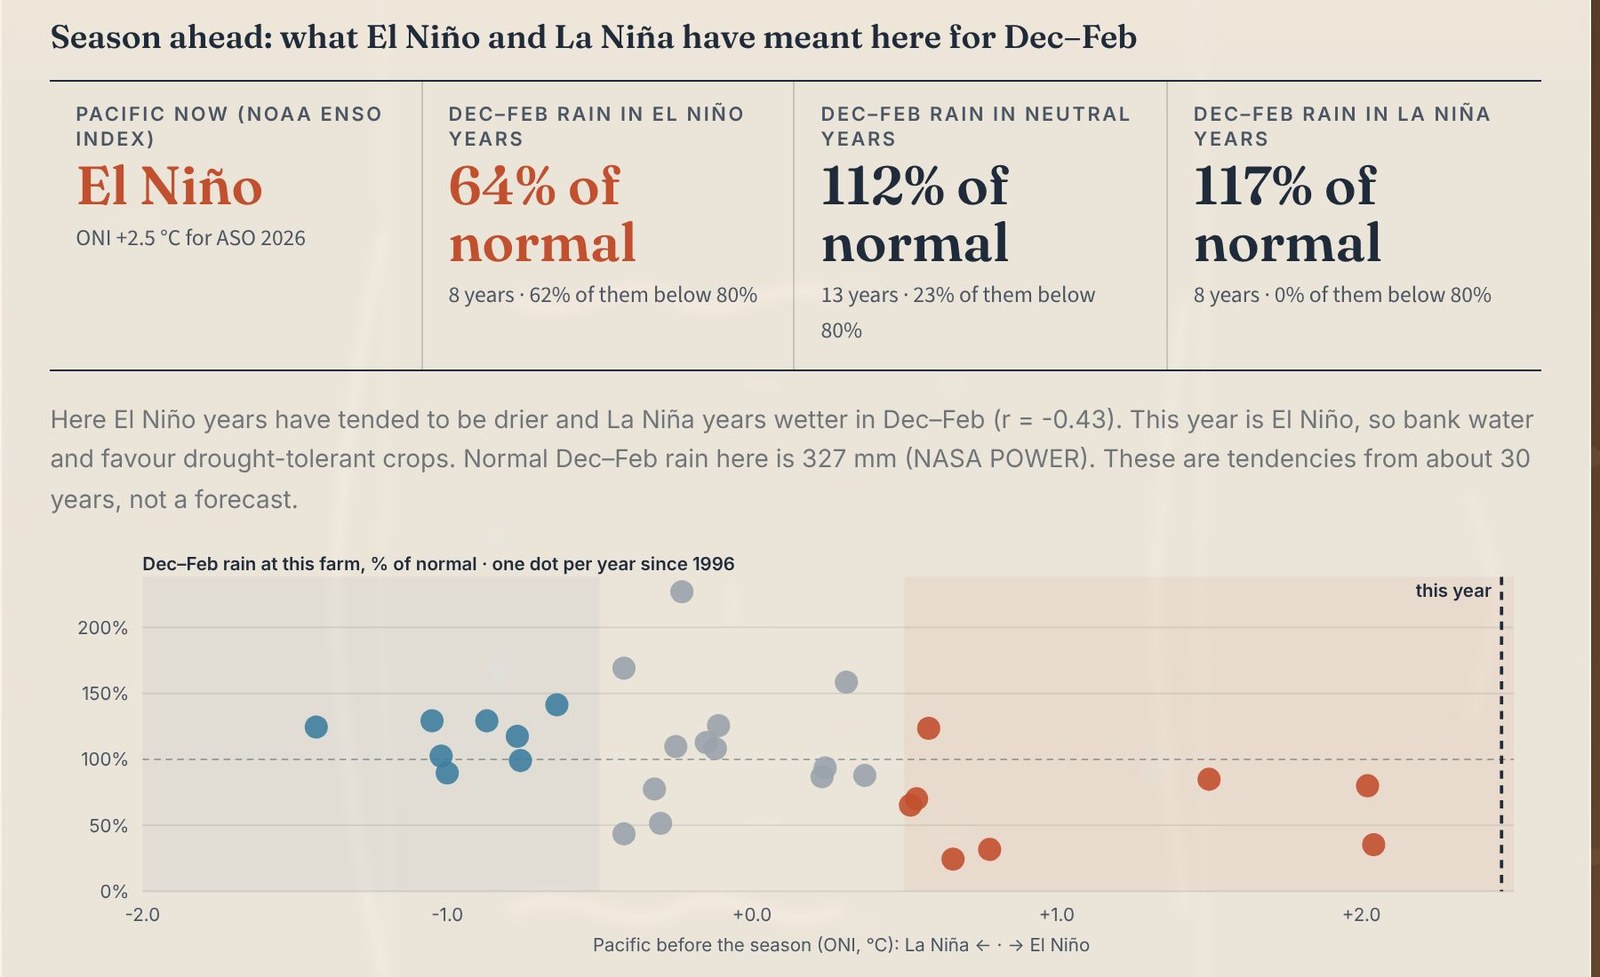 Season ahead: what El Niño and La Niña have meant here for Dec–Feb
PACIFIC NOW (NOAA ENSO
INDEX)
El Niño
ONI +2.5 °C for ASO 2026
DEC–FEB RAIN IN EL NIÑO
YEARS
64% of
normal
8 years · 62% of them below 80%
DEC–FEB RAIN IN NEUTRAL
YEARS
112% of
normal
13 years · 23% of them below
80%
DEC–FEB RAIN IN LA NIÑA
YEARS
117% of
normal
8 years · 0% of them below 80%
Here El Niño years have tended to be drier and La Niña years wetter in Dec–Feb (r = -0.43). This year is El Niño, so bank water
and favour drought-tolerant crops. Normal Dec–Feb rain here is 327 mm (NASA POWER). These are tendencies from about 30
years, not a forecast.
Dec–Feb rain at this farm, % of normal · one dot per year since 1996
this year
200%
150%
100%
50%
0%
-2.0 -1.0 +0.0 +1.0 +2.0
Pacific before the season (ONI, °C): La Niña ← · → El Niño